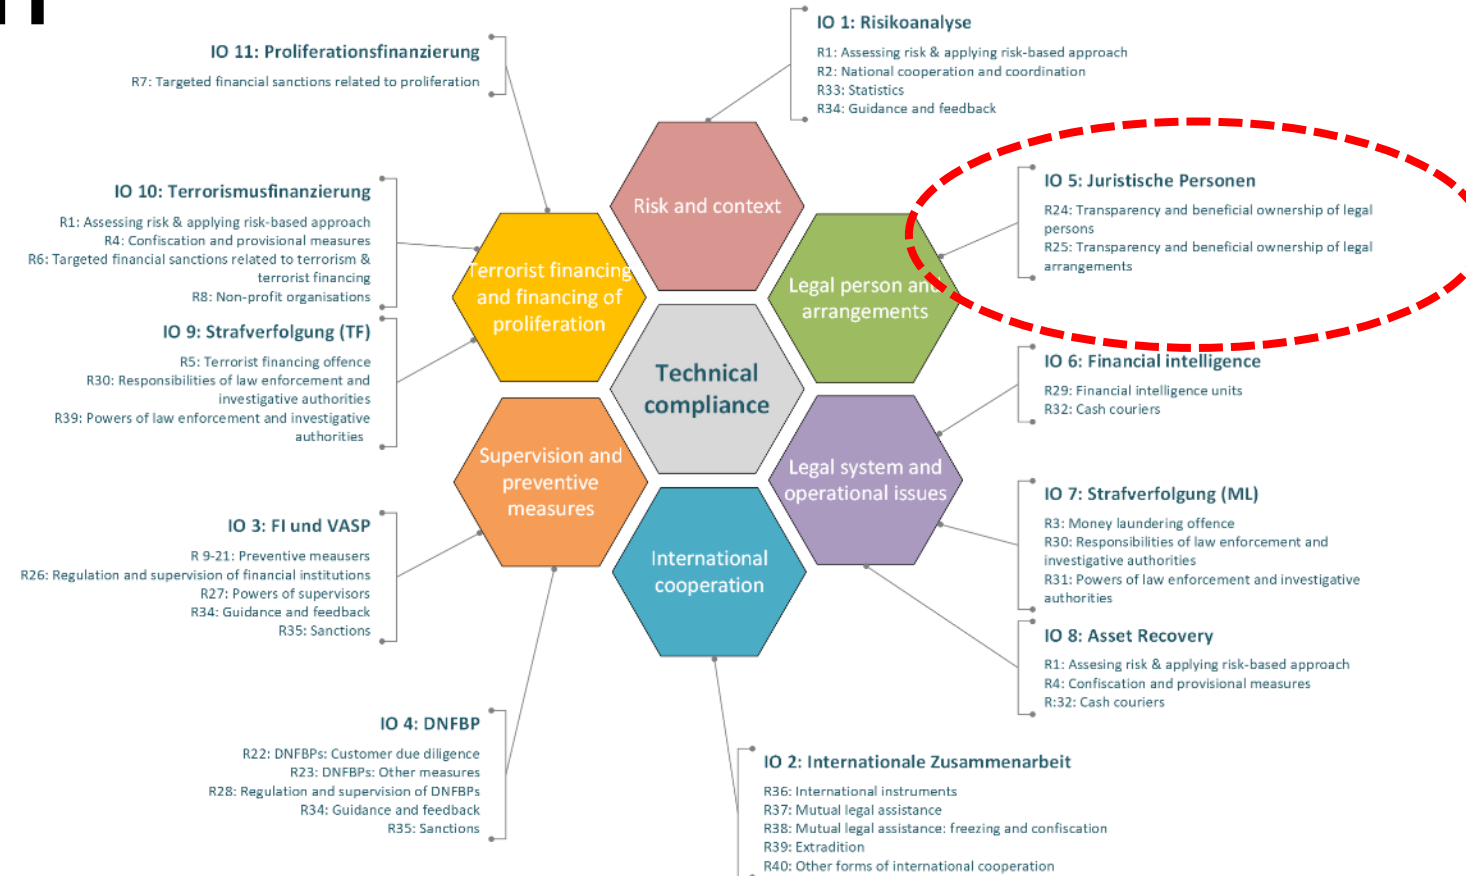 IO 1: Risikoanalyse
R1: Assessing risk & applying risk-based approach
R2: National cooperation and coordination
R33: Statistics
R34: Guidance and feedback
IO 11: Proliferationsfinanzierung
R7: Targeted financial sanctions related to proliferation
IO 10: Terrorismusfinanzierung
R1: Assessing risk & applying risk-based approach
R4: Confiscation and provisional measures
R6: Targeted financial sanctions related to terrorism &
terrorist financing
R8: Non-profit organisations
IO 9: Strafverfolgung (TF)
R5: Terrorist financing offence
R30: Responsibilities of law enforcement and
investigative authorities
R39: Powers of law enforcement and investigative
authorities
IO 3: FI und VASP
R 9-21: Preventive meausers
R26: Regulation and supervision of financial institutions
R27: Powers of supervisors
R34: Guidance and feedback
R35: Sanctions
IO 4: DNFBP
R22: DNFBPs: Customer due diligence
R23: DNFBPs: Other measures
R28: Regulation and supervision of DNFBPs
R34: Guidance and feedback
R35: Sanctions
Risk and context
Terrorist financing
and financing of
proliferation
Legal person and
arrangements
Technical
compliance
Supervision and
preventive
measures
Legal system and
operational issues
International
cooperation
IO 5: Juristische Personen
R24: Transparency and beneficial ownership of legal
persons
R25: Transparency and beneficial ownership of legal
arrangements
IO 6: Financial intelligence
R29: Financial intelligence units
R32: Cash couriers
IO 7: Strafverfolgung (ML)
R3: Money laundering offence
R30: Responsibilities of law enforcement and
investigative authorities
R31: Powers of law enforcement and investigative
authorities
IO 8: Asset Recovery
R1: Assesing risk & applying risk-based approach
R4: Confiscation and provisional measures
R:32: Cash couriers
IO 2: Internationale Zusammenarbeit
R36: International instruments
R37: Mutual legal assistance
R38: Mutual legal assistance: freezing and confiscation
R39: Extradition
R40: Other forms of international cooperation